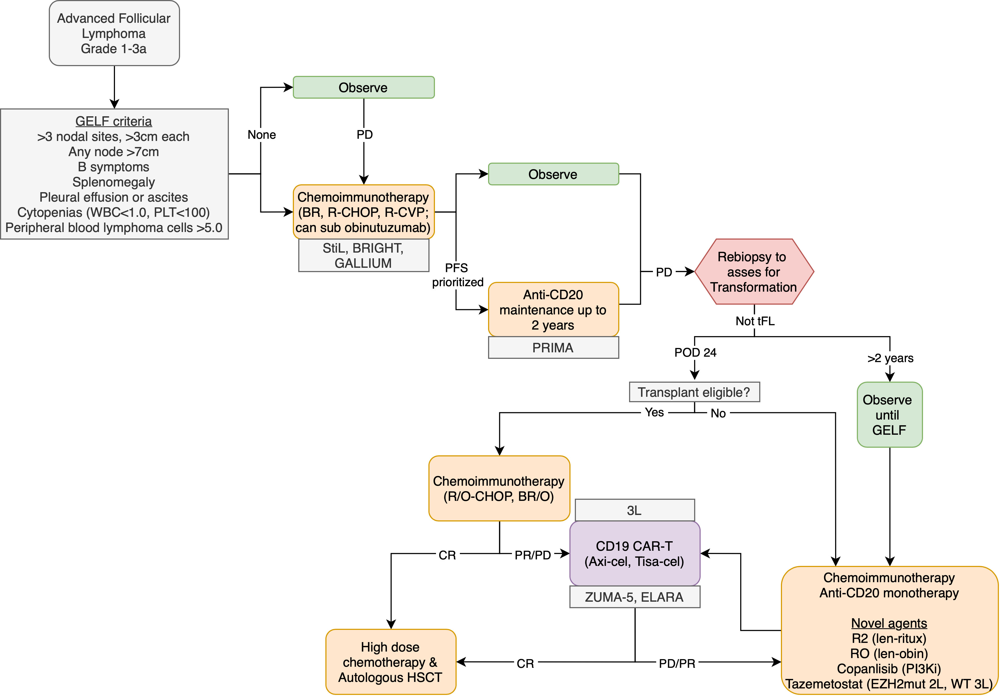 Advanced Follicular
Lymphoma
Grade 1-3a
GELF criteria
>3 nodal sites, >3cm each
Any node >7cm
B symptoms
Splenomegaly
Pleural effusion or ascites
Cytopenias (WBC<1.0, PLT<100)
Peripheral blood lymphoma cells >5.0
None
Observe
PD
Chemoimmunotherapy
(BR, R-CHOP, R-CVP;
can sub obinutuzumab)
StiL, BRIGHT,
GALLIUM
PFS
prioritized
Observe
Anti-CD20
maintenance up to
2 years
PRIMA
PD
Rebiopsy to
asses for
Transformation
Not tFL
POD 24
>2 years
Transplant eligible?
Yes
No
Observe
until
GELF
Chemoimmunotherapy
(R/O-CHOP, BR/O)
CR
PR/PD
3L
CD19 CAR-T
(Axi-cel, Tisa-cel)
ZUMA-5, ELARA
High dose
chemotherapy &
Autologous HSCT
CR
PD/PR
Chemoimmunotherapy
Anti-CD20 monotherapy
Novel agents
R2 (len-ritux)
RO (len-obin)
Copanlisib (PI3Ki)
Tazemetostat (EZH2mut 2L, WT 3L)